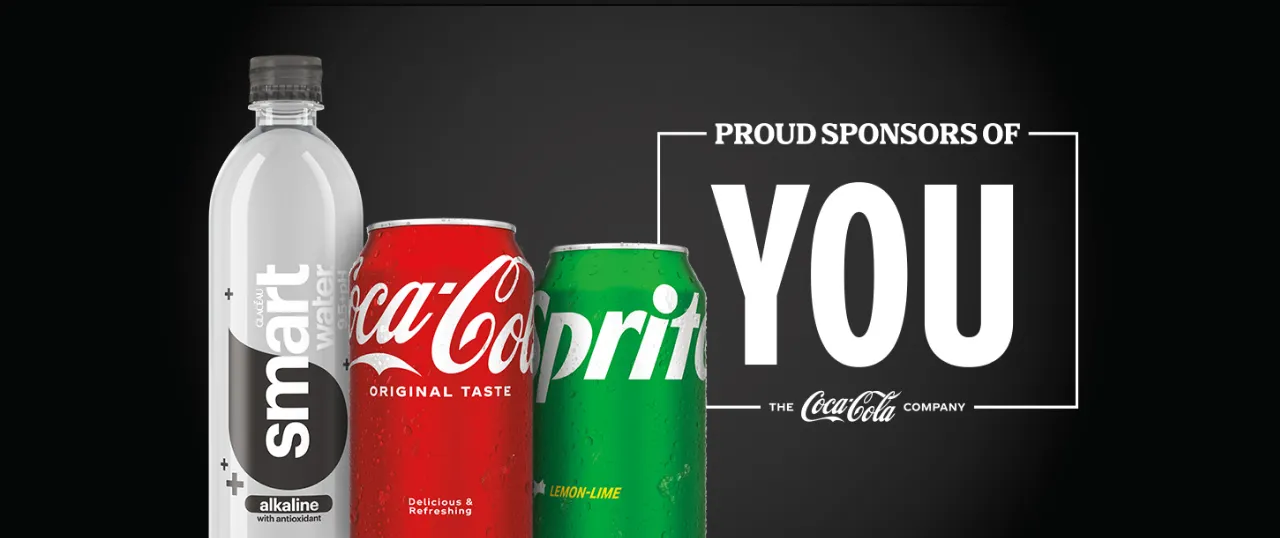 PROUD SPONSORS OF
YOU
THE Coca-Cola COMPANY
GLACÉAU
smart
water
9.5+pH
alkaline
with antioxidant
Coca-Cola
ORIGINAL TASTE
Delicious &
Refreshing
Sprite
LEMON-LIME